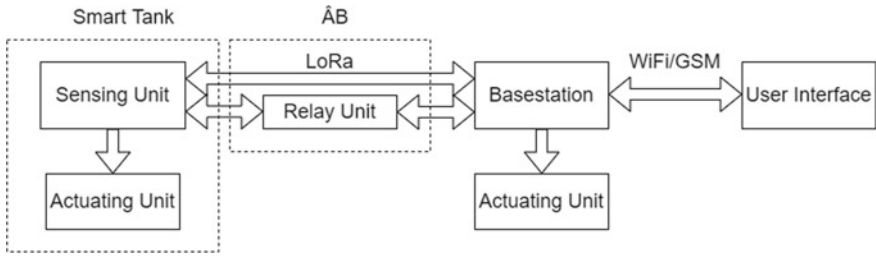 Smart Tank
ÂB
LoRa
WiFi/GSM
Sensing Unit
Relay Unit
Basestation
User Interface
Actuating Unit
Actuating Unit